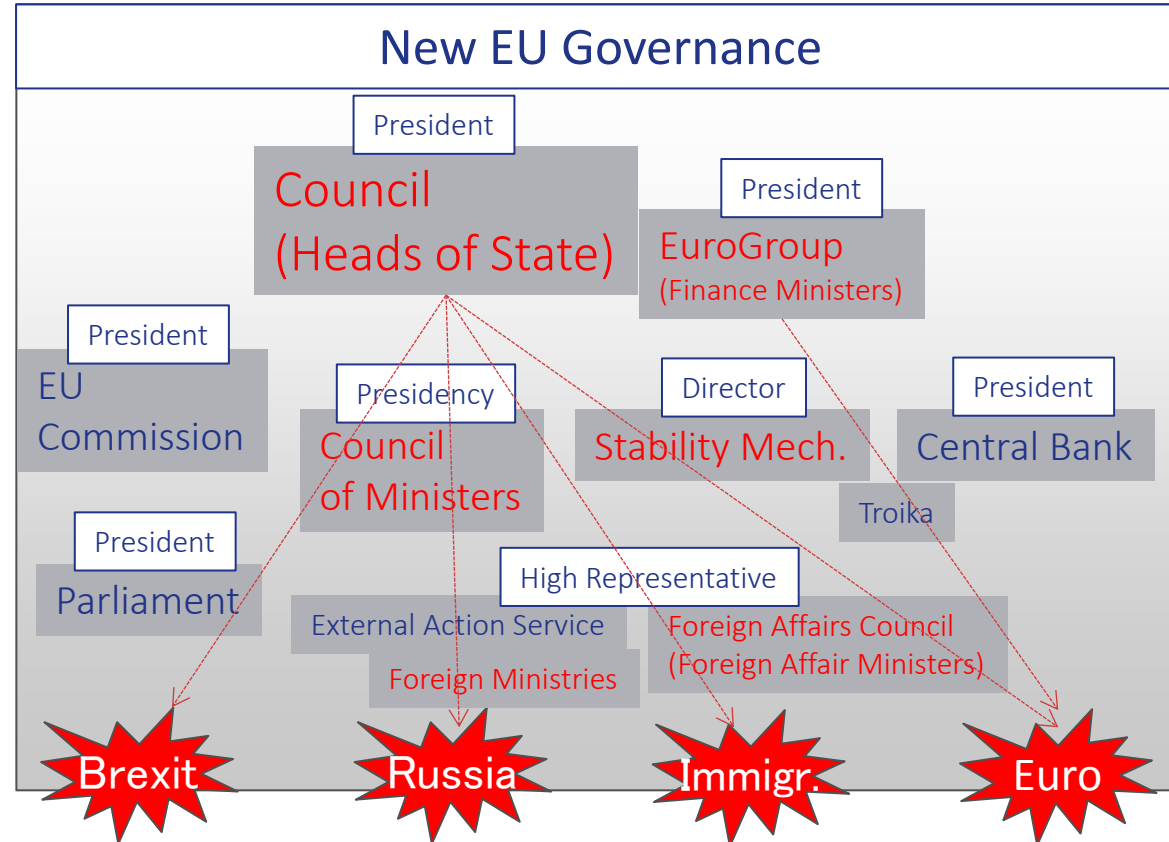 New EU Governance
President
Council
(Heads of State)
President
EuroGroup
(Finance Ministers)
President
EU
Commission
Presidency
Council
of Ministers
Director
Stability Mech.
President
Central Bank
Troika
President
Parliament
High Representative
External Action Service
Foreign Ministries
Foreign Affairs Council
(Foreign Affair Ministers)
Brexit
Russia
Immigr.
Euro